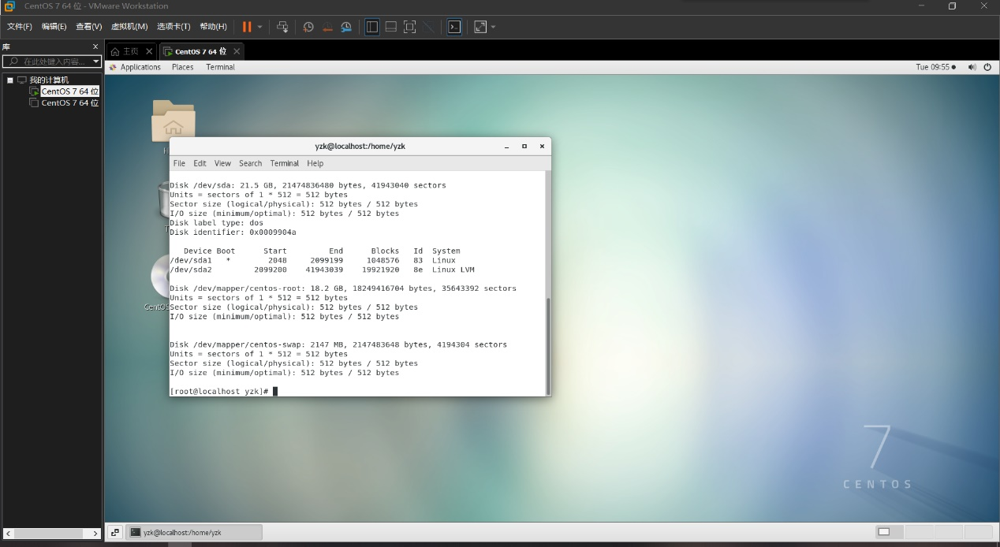 CentOS 7 64 位 - VMware Workstation
文件(F) 编辑(E) 查看(V) 虚拟机(M) 选项卡(T) 帮助(H)
库
在此处键入内容...
主页
CentOS 7 64 位
Applications Places Terminal
Tue 09:55
我的计算机
CentOS 7 64 位
CentOS 7 64 位
yzk@localhost:/home/yzk
File Edit View Search Terminal Help
Disk /dev/sda: 21.5 GB, 21474836480 bytes, 41943040 sectors
Units = sectors of 1 * 512 = 512 bytes
Sector size (logical/physical): 512 bytes / 512 bytes
I/O size (minimum/optimal): 512 bytes / 512 bytes
Disk label type: dos
Disk identifier: 0x0009904a
Device Boot Start End Blocks Id System
/dev/sda1 * 2048 2099199 1048576 83 Linux
/dev/sda2 2099200 41943039 19921920 8e Linux LVM
Disk /dev/mapper/centos-root: 18.2 GB, 18249416704 bytes, 35643392 sectors
Units = sectors of 1 * 512 = 512 bytes
Sector size (logical/physical): 512 bytes / 512 bytes
I/O size (minimum/optimal): 512 bytes / 512 bytes
Disk /dev/mapper/centos-swap: 2147 MB, 2147483648 bytes, 4194304 sectors
Units = sectors of 1 * 512 = 512 bytes
Sector size (logical/physical): 512 bytes / 512 bytes
I/O size (minimum/optimal): 512 bytes / 512 bytes
[root@localhost yzk]#
CentOS
7
CENTOS
yzk@localhost:/home/yzk